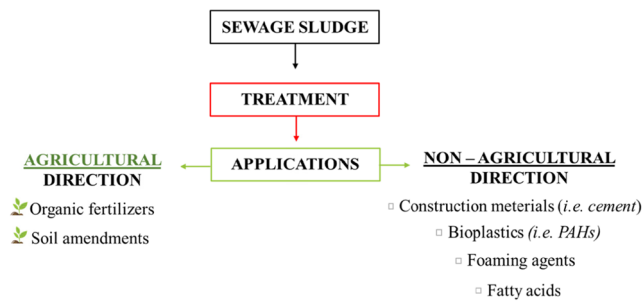 SEWAGE SLUDGE
TREATMENT
APPLICATIONS
AGRICULTURAL
DIRECTION
Organic fertilizers
Soil amendments
NON – AGRICULTURAL
DIRECTION
Construction meterials (i.e. cement)
Bioplastics (i.e. PAHs)
Foaming agents
Fatty acids